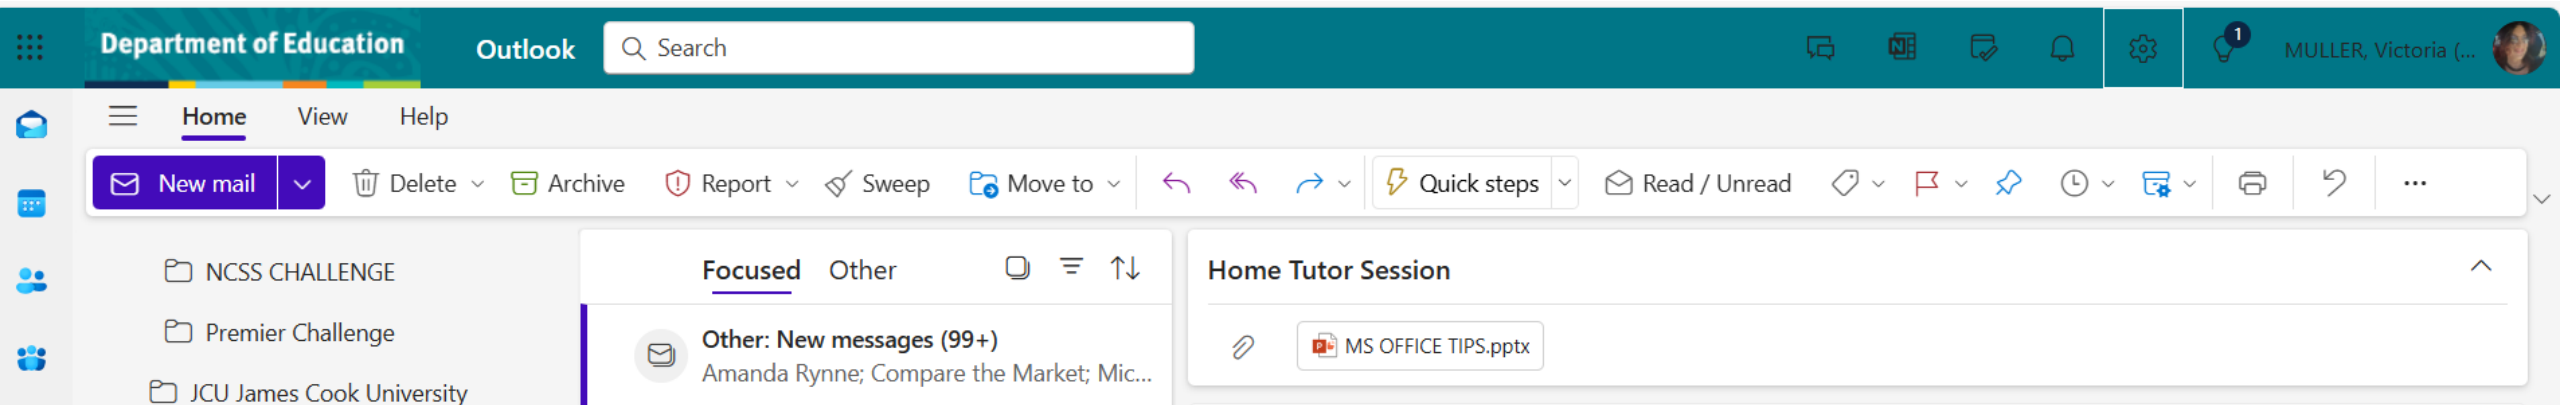 Department of Education
Outlook
Search
1
MULLER, Victoria (...
Home View Help
New mail Delete Archive Report Sweep Move to Quick steps Read / Unread ...
NCSS CHALLENGE
Premier Challenge
JCU James Cook University
Focused Other
Other: New messages (99+)
Amanda Rynne; Compare the Market; Mic...
Home Tutor Session
MS OFFICE TIPS.pptx